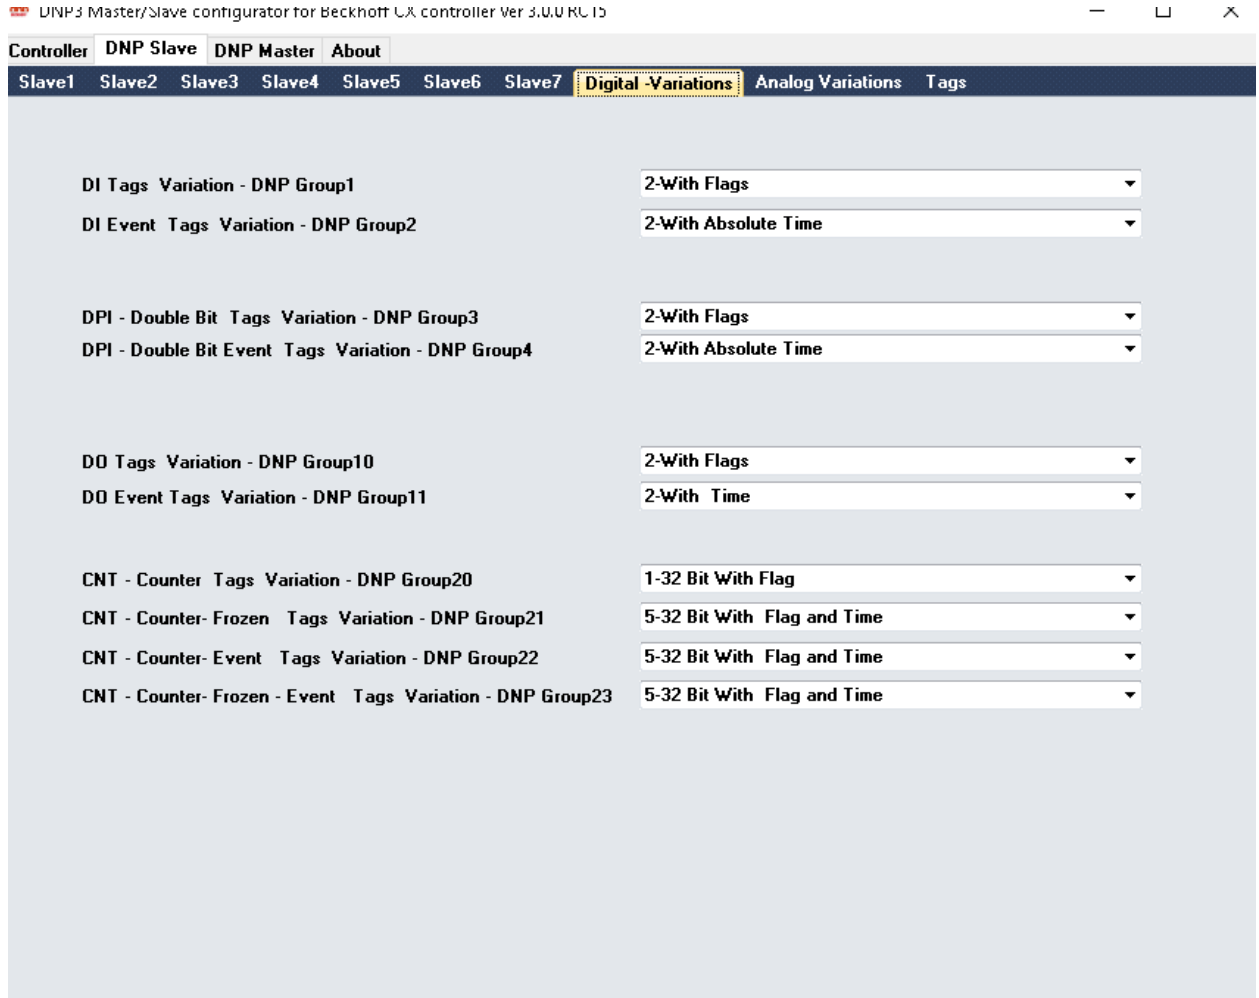 DNP3 Master/Slave configurator for Beckhoff CX controller Ver 3.0.0 RC15
Controller DNP Slave DNP Master About
Slave1 Slave2 Slave3 Slave4 Slave5 Slave6 Slave7 Digital -Variations Analog Variations Tags
DI Tags Variation - DNP Group1 2-With Flags
DI Event Tags Variation - DNP Group2 2-With Absolute Time
DPI - Double Bit Tags Variation - DNP Group3 2-With Flags
DPI - Double Bit Event Tags Variation - DNP Group4 2-With Absolute Time
DO Tags Variation - DNP Group10 2-With Flags
DO Event Tags Variation - DNP Group11 2-With Time
CNT - Counter Tags Variation - DNP Group20 1-32 Bit With Flag
CNT - Counter- Frozen Tags Variation - DNP Group21 5-32 Bit With Flag and Time
CNT - Counter- Event Tags Variation - DNP Group22 5-32 Bit With Flag and Time
CNT - Counter- Frozen - Event Tags Variation - DNP Group23 5-32 Bit With Flag and Time